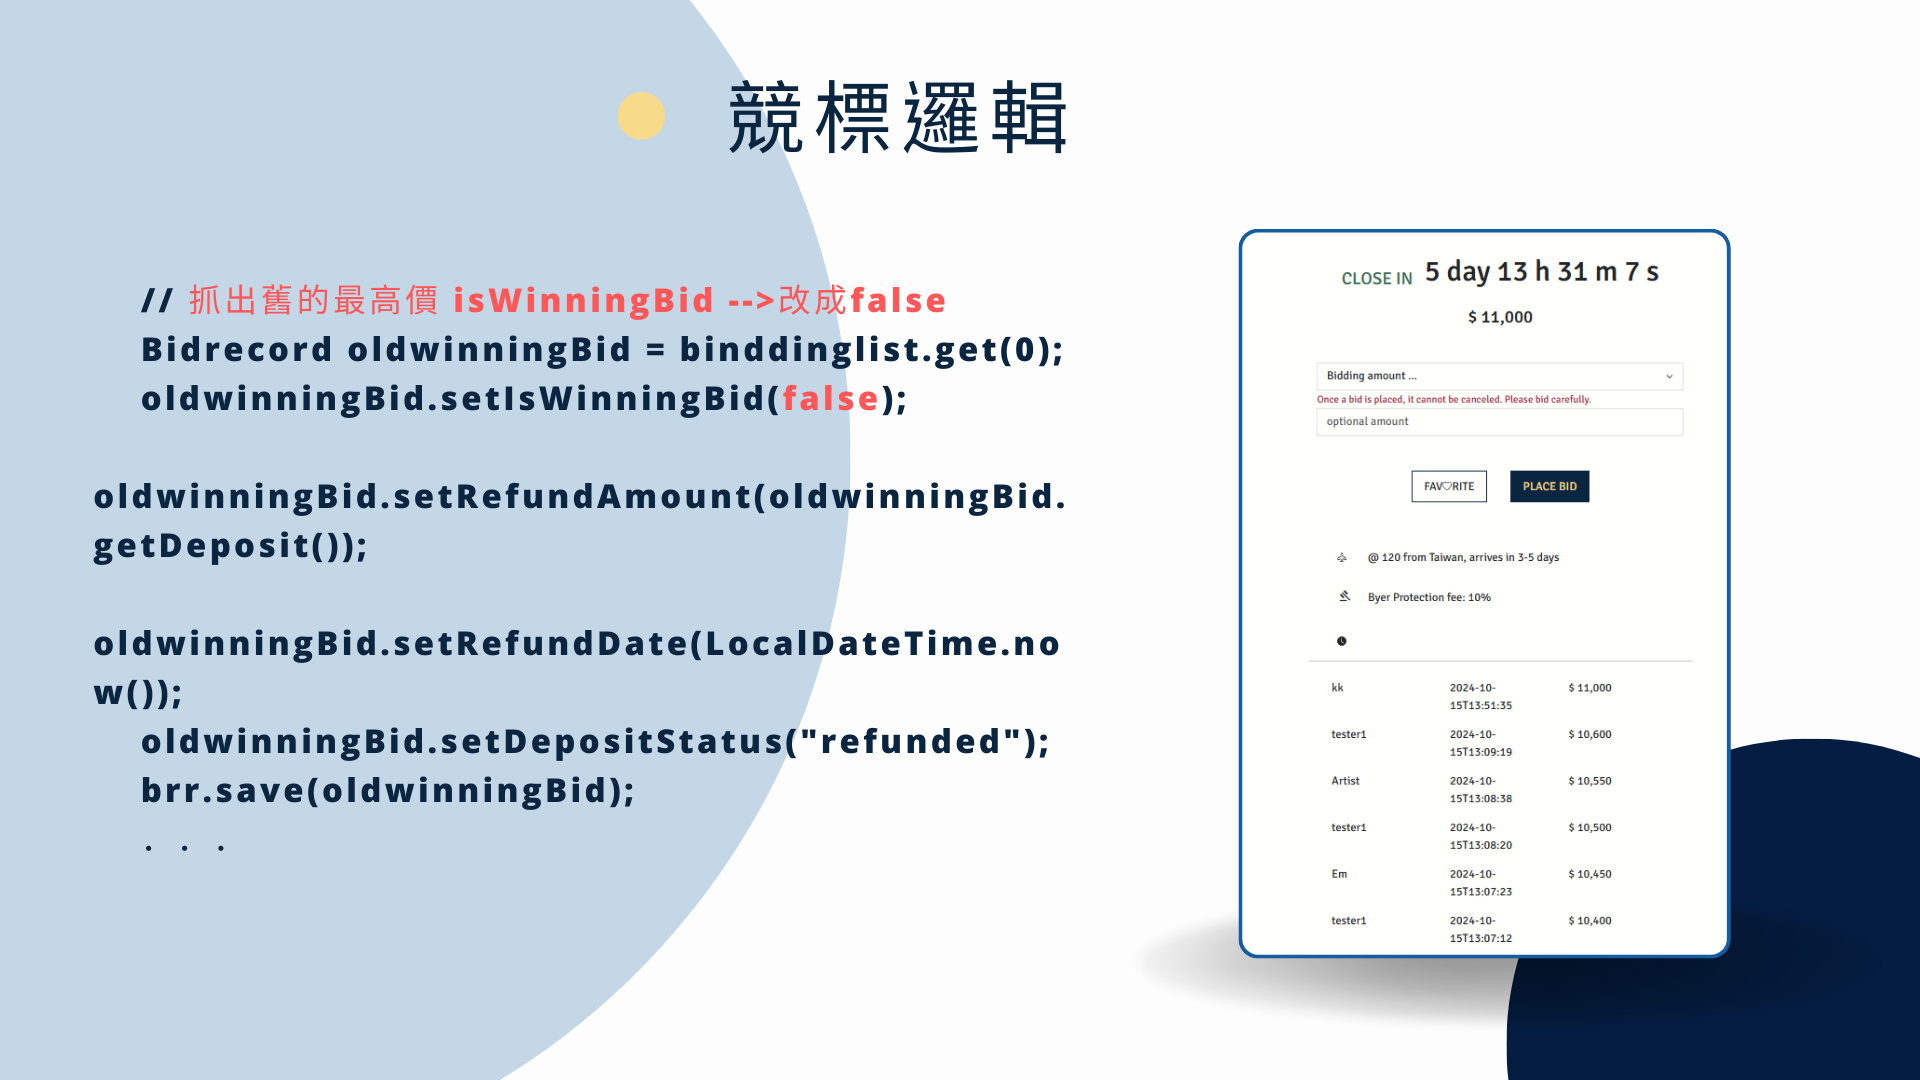 競標邏輯
// 抓出舊的最高價 isWinningBid -->改成false
Bidrecord oldwinningBid = binddinglist.get(0);
oldwinningBid.setIsWinningBid(false);
oldwinningBid.setRefundAmount(oldwinningBid.
getDeposit());
oldwinningBid.setRefundDate(LocalDateTime.no
w());
oldwinningBid.setDepositStatus("refunded");
brr.save(oldwinningBid);
. . .
CLOSE IN 5 day 13 h 31 m 7 s
$ 11,000
Bidding amount ...
Once a bid is placed, it cannot be canceled. Please bid carefully.
optional amount
FAV♡RITE PLACE BID
@ 120 from Taiwan, arrives in 3-5 days
Byer Protection fee: 10%
kk 2024-10- $ 11,000
15T13:51:35
tester1 2024-10- $ 10,600
15T13:09:19
Artist 2024-10- $ 10,550
15T13:08:38
tester1 2024-10- $ 10,500
15T13:08:20
Em 2024-10- $ 10,450
15T13:07:23
tester1 2024-10- $ 10,400
15T13:07:12